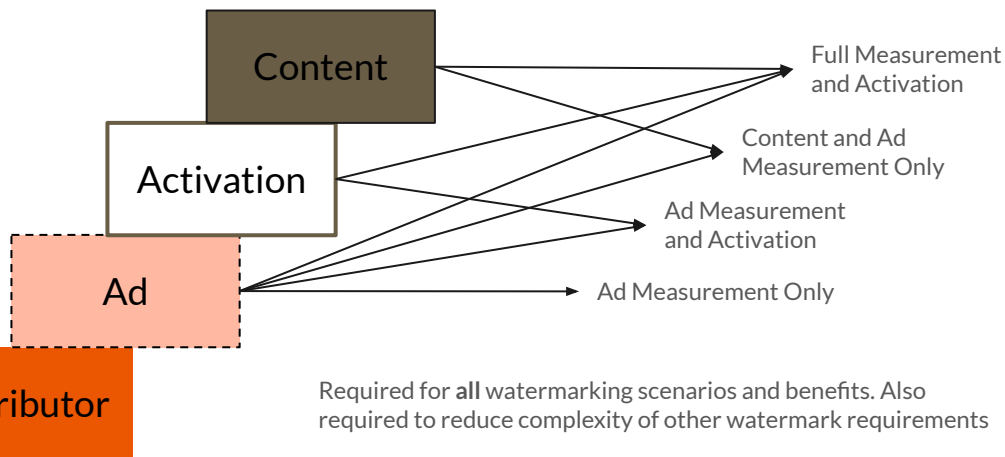 Content
Full Measurement
and Activation
Activation
Content and Ad
Measurement Only
Ad Measurement
and Activation
Ad
Ad Measurement Only
ributor
Required for all watermarking scenarios and benefits. Also
required to reduce complexity of other watermark requirements